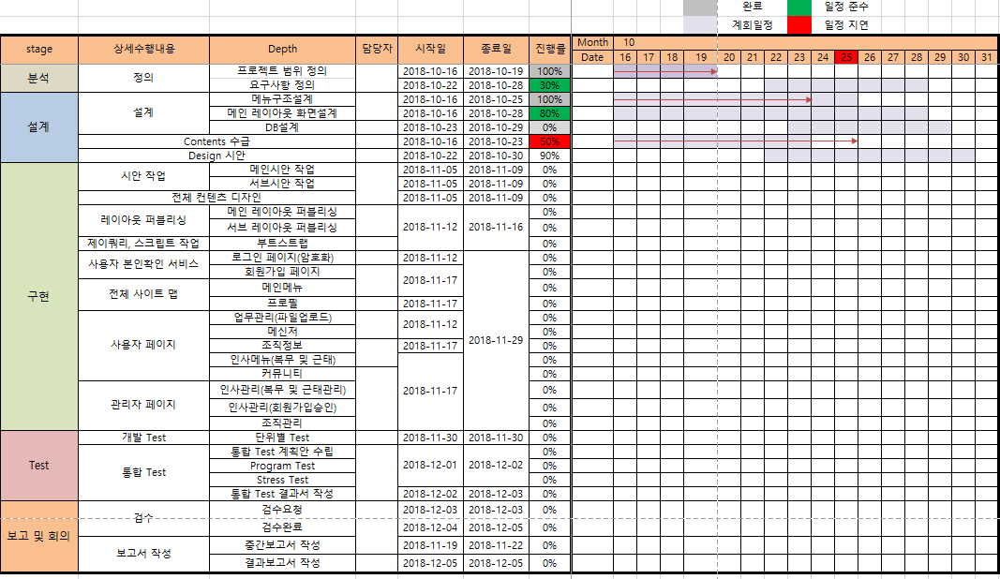 완료 일정 준수
계회일정 일정 지연
stage 상세수행내용 Depth 담당자 시작일 종료일 진행률 Month 10
Date 16 17 18 19 20 21 22 23 24 25 26 27 28 29 30 31
분석 정의 프로젝트 범위 정의 2018-10-16 2018-10-19 100%
요구사항 정의 2018-10-22 2018-10-28 30%
설계 설계 메뉴구조설계 2018-10-16 2018-10-25 100%
메인 레이아웃 화면설계 2018-10-16 2018-10-28 80%
DB설계 2018-10-23 2018-10-29 0%
Contents 수급 2018-10-16 2018-10-23 50%
Design 시안 2018-10-22 2018-10-30 90%
구현 시안 작업 메인시안 작업 2018-11-05 2018-11-09 0%
서브시안 작업 2018-11-05 2018-11-09 0%
전체 컨텐츠 디자인 2018-11-05 2018-11-09 0%
레이아웃 퍼블리싱 메인 레이아웃 퍼블리싱 2018-11-12 2018-11-16 0%
서브 레이아웃 퍼블리싱 0%
제이쿼리, 스크립트 작업 부트스트랩 0%
사용자 본인확인 서비스 로그인 페이지(암호화) 2018-11-12 2018-11-29 0%
회원가입 페이지 2018-11-17 0%
전체 사이트 맵 메인메뉴 0%
프로필 2018-11-17 0%
사용자 페이지 업무관리(파일업로드) 2018-11-12 0%
메신저 0%
조직정보 2018-11-17 0%
인사메뉴(복무 및 근태) 2018-11-17 0%
커뮤니티 0%
관리자 페이지 인사관리(복무 및 근태관리) 0%
인사관리(회원가입승인) 0%
조직관리 0%
Test 개발 Test 단위별 Test 2018-11-30 2018-11-30 0%
통합 Test 통합 Test 계획안 수립 2018-12-01 2018-12-02 0%
Program Test 0%
Stress Test 0%
통합 Test 결과서 작성 2018-12-02 2018-12-03 0%
보고 및 회의 검수 검수요청 2018-12-03 2018-12-03 0%
검수완료 2018-12-04 2018-12-05 0%
보고서 작성 중간보고서 작성 2018-11-19 2018-11-22 0%
결과보고서 작성 2018-12-05 2018-12-05 0%